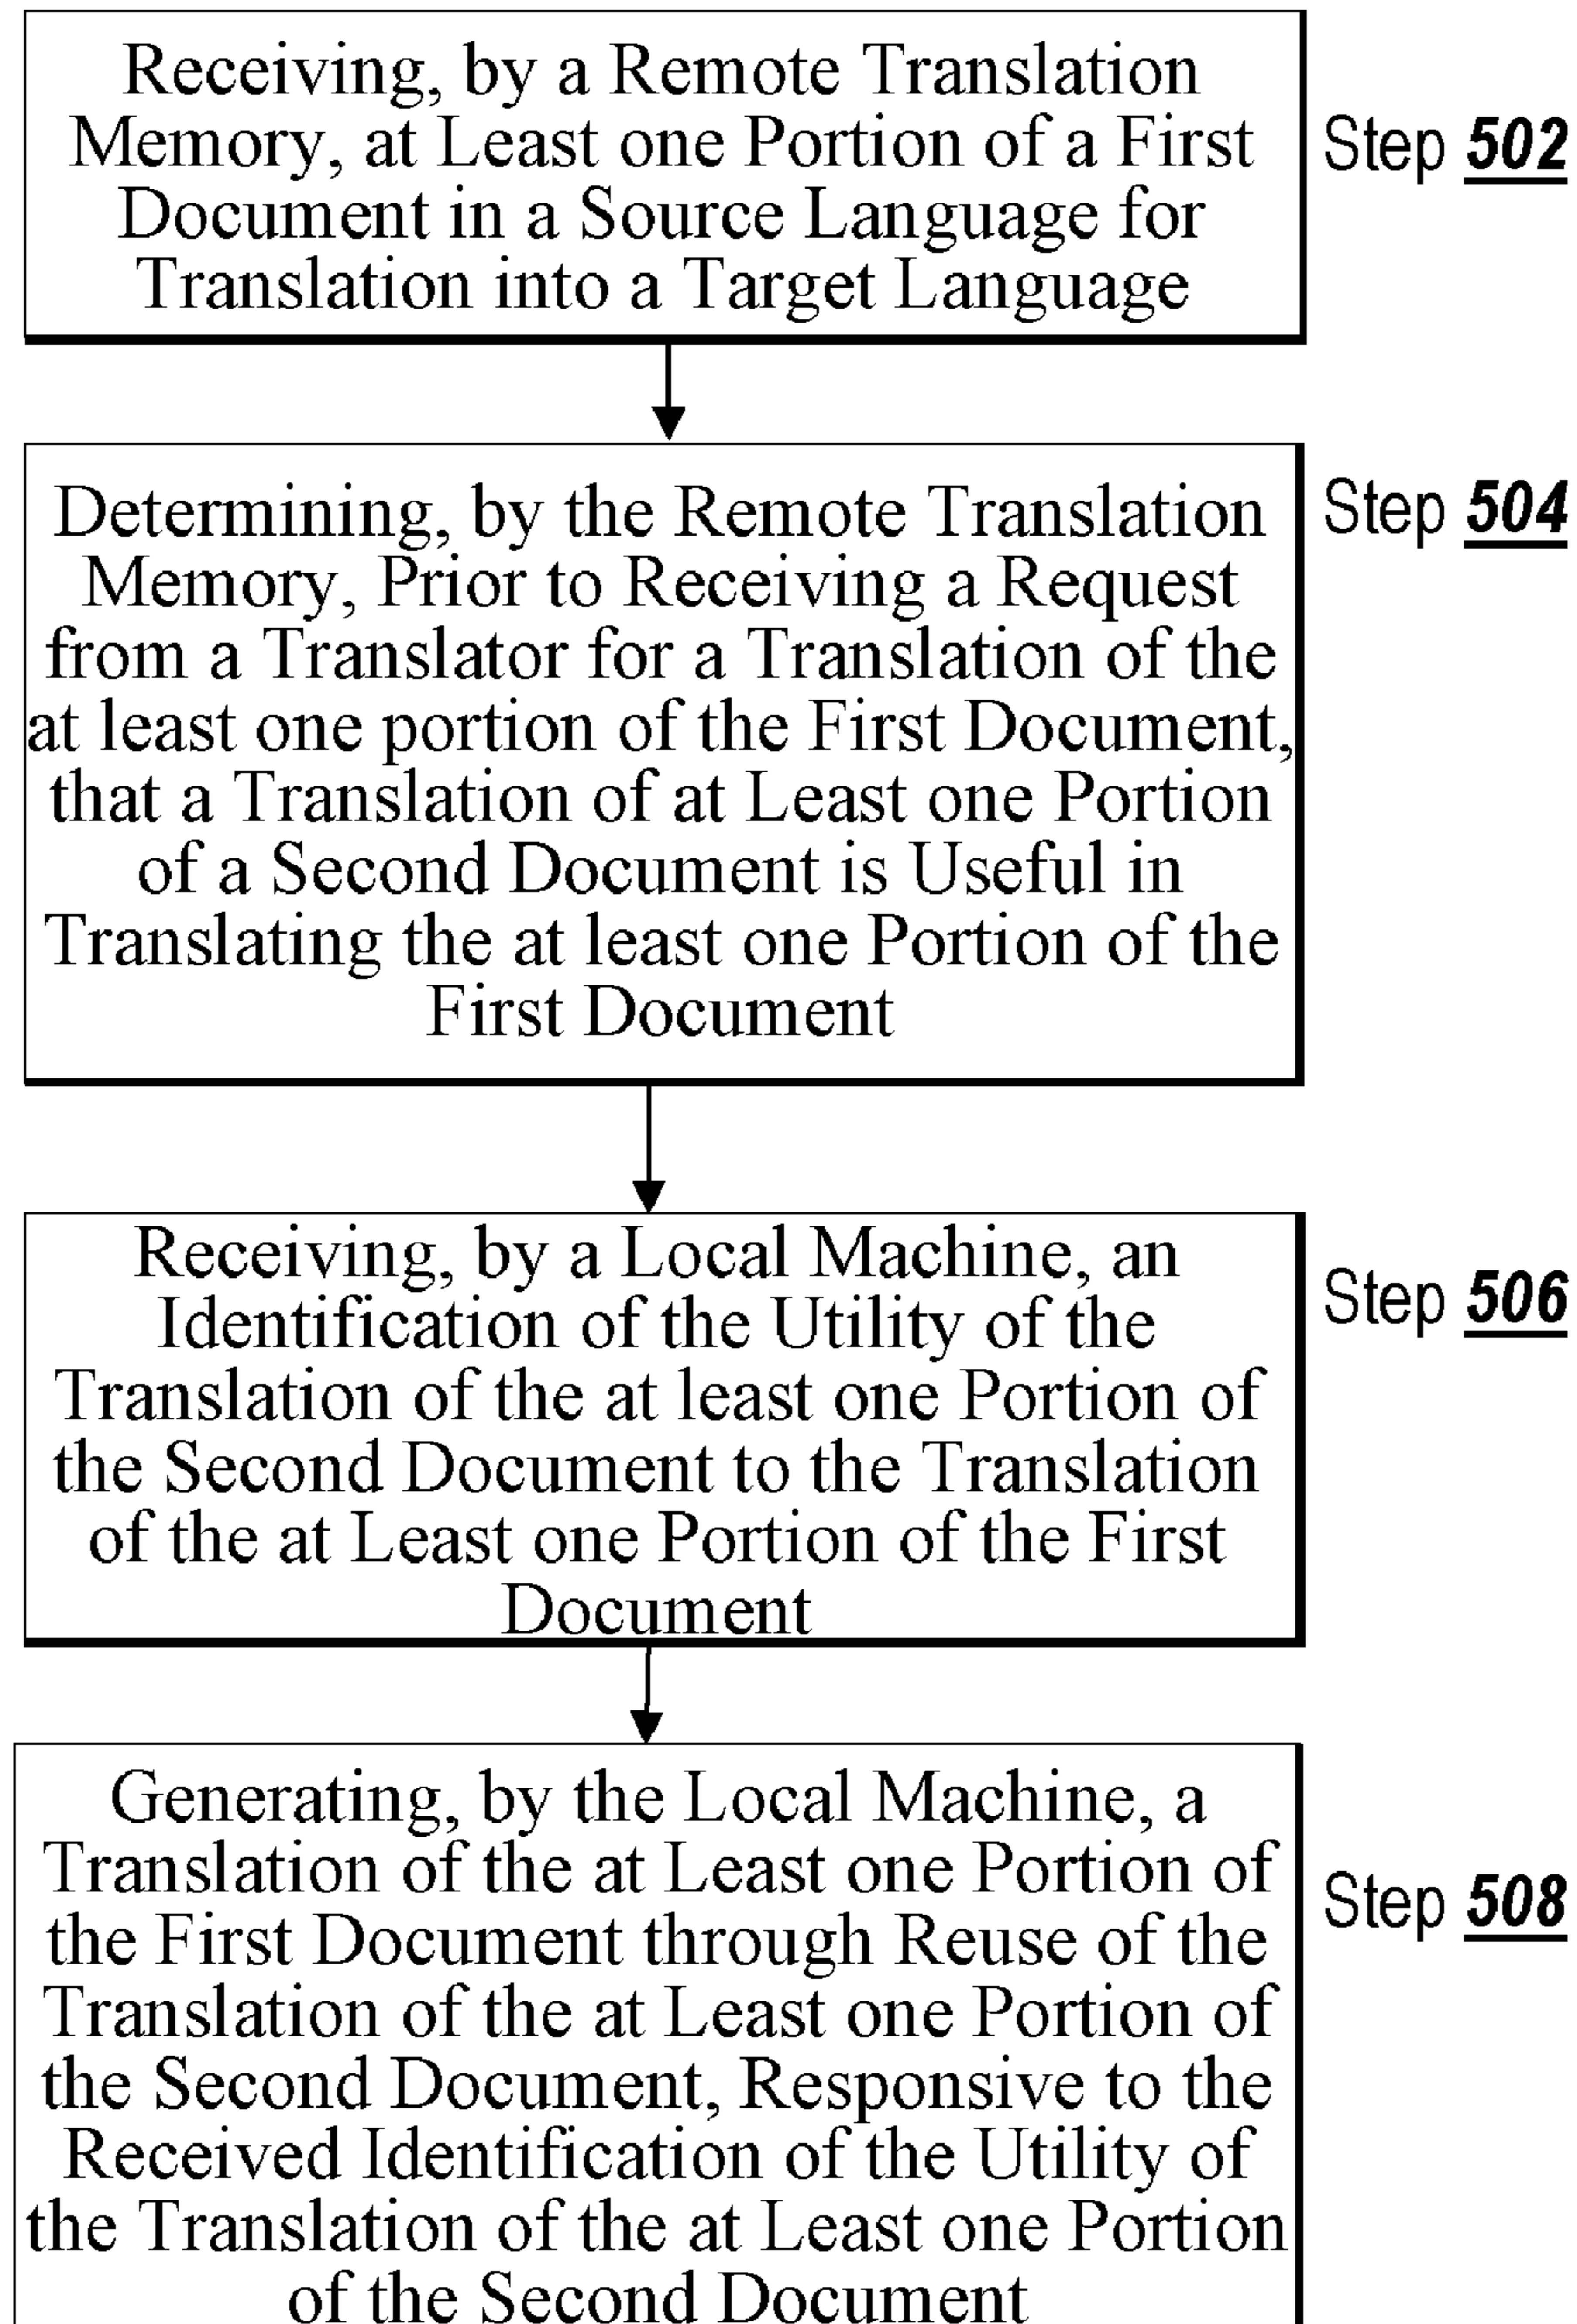 Receiving, by a Remote Translation
Memory, at Least one Portion of a First
Document in a Source Language for
Translation into a Target Language
Step 502
Determining, by the Remote Translation
Memory, Prior to Receiving a Request
from a Translator for a Translation of the
at least one portion of the First Document,
that a Translation of at Least one Portion
of a Second Document is Useful in
Translating the at least one Portion of the
First Document
Step 504
Receiving, by a Local Machine, an
Identification of the Utility of the
Translation of the at least one Portion of
the Second Document to the Translation
of the at Least one Portion of the First
Document
Step 506
Generating, by the Local Machine, a
Translation of the at Least one Portion of
the First Document through Reuse of the
Translation of the at Least one Portion of
the Second Document, Responsive to the
Received Identification of the Utility of
the Translation of the at Least one Portion
of the Second Document
Step 508